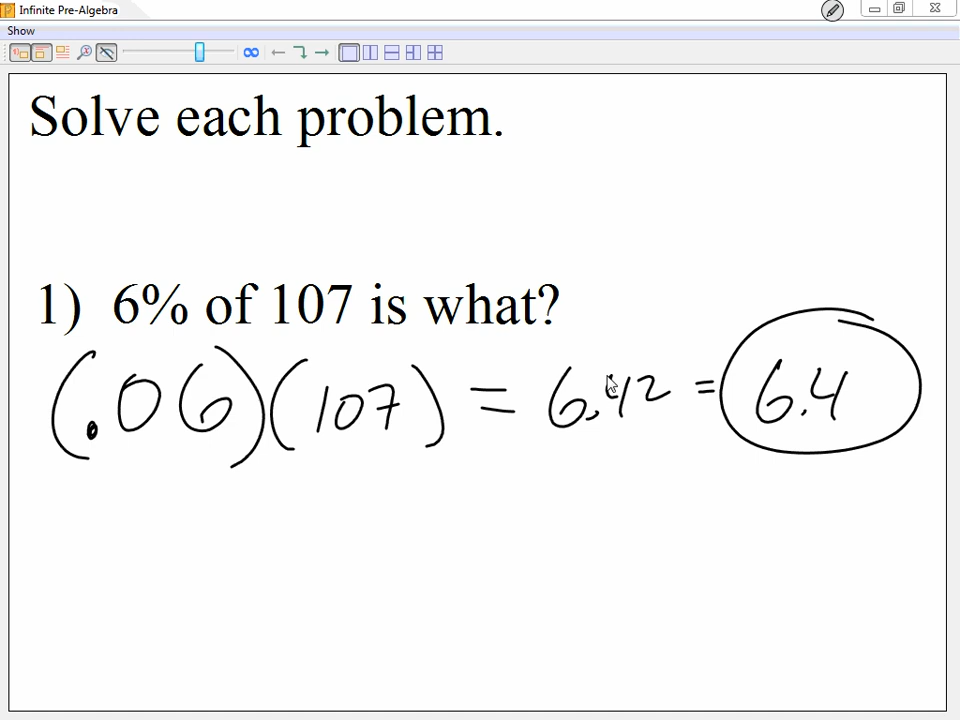 Infinite Pre-Algebra
Show
Solve each problem.
1) 6% of 107 is what?
(.06)(107) = 6.42 = 6.4